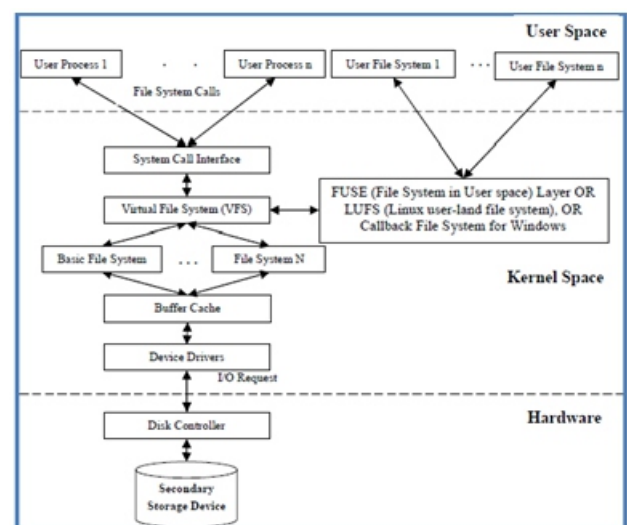 User Space
User Process 1
. .
User Process n
User File System 1
...
User File System n
File System Calls
System Call Interface
Virtual File System (VFS)
FUSE (File System in User space) Layer OR
LUFS (Linux user-land file system), OR
Callback File System for Windows
Basic File System
...
File System N
Kernel Space
Buffer Cache
Device Drivers
I/O Request
Hardware
Disk Controller
Secondary
Storage Device